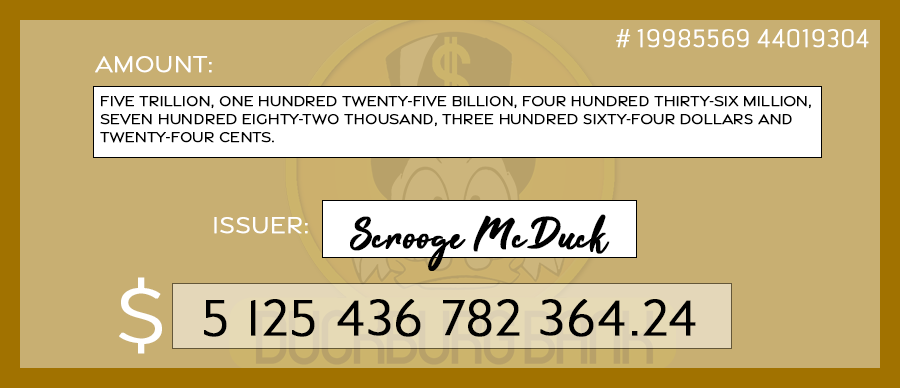 # 19985569 44019304
AMOUNT:
FIVE TRILLION, ONE HUNDRED TWENTY-FIVE BILLION, FOUR HUNDRED THIRTY-SIX MILLION,
SEVEN HUNDRED EIGHTY-TWO THOUSAND, THREE HUNDRED SIXTY-FOUR DOLLARS AND
TWENTY-FOUR CENTS.
ISSUER: Scrooge McDuck
$ 5 125 436 782 364.24
DUCKBURG BANK